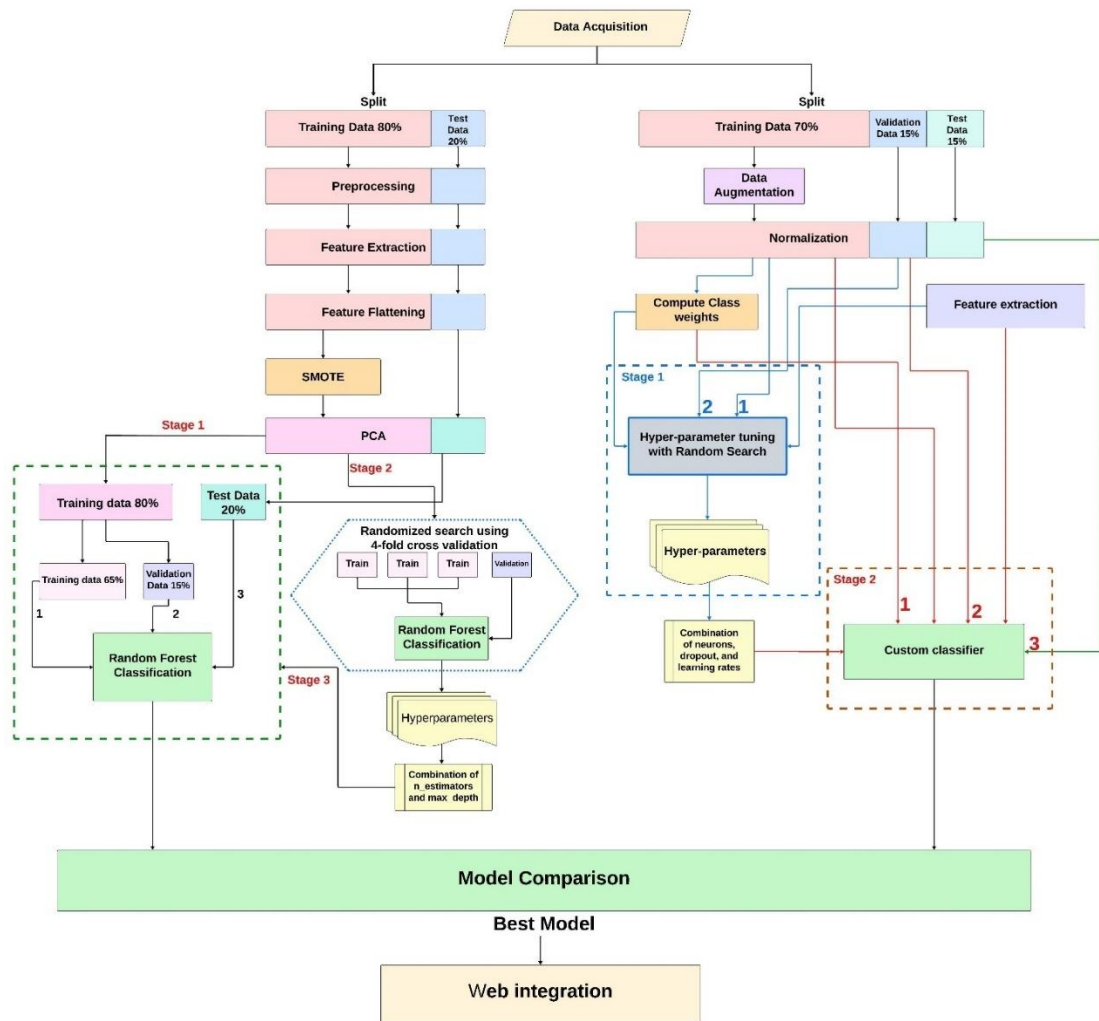 Data Acquisition
Split
Training Data 80%
Test
Data
20%
Preprocessing
Feature Extraction
Feature Flattening
SMOTE
PCA
Stage 1
Stage 2
Training data 80%
Test Data
20%
Training data 65%
Validation
Data 15%
1
2
3
Random Forest
Classification
Randomized search using
4-fold cross validation
Train
Train
Train
Validation
Random Forest
Classification
Stage 3
Hyperparameters
Combination of
n_estimators
and max_depth
Split
Training Data 70%
Validation
Data 15%
Test
Data
15%
Data
Augmentation
Normalization
Compute Class
weights
Feature extraction
Stage 1
2
1
Hyper-parameter tuning
with Random Search
Hyper-parameters
Combination
of neurons,
dropout, and
learning rates
Stage 2
1
2
3
Custom classifier
Model Comparison
Best Model
Web integration